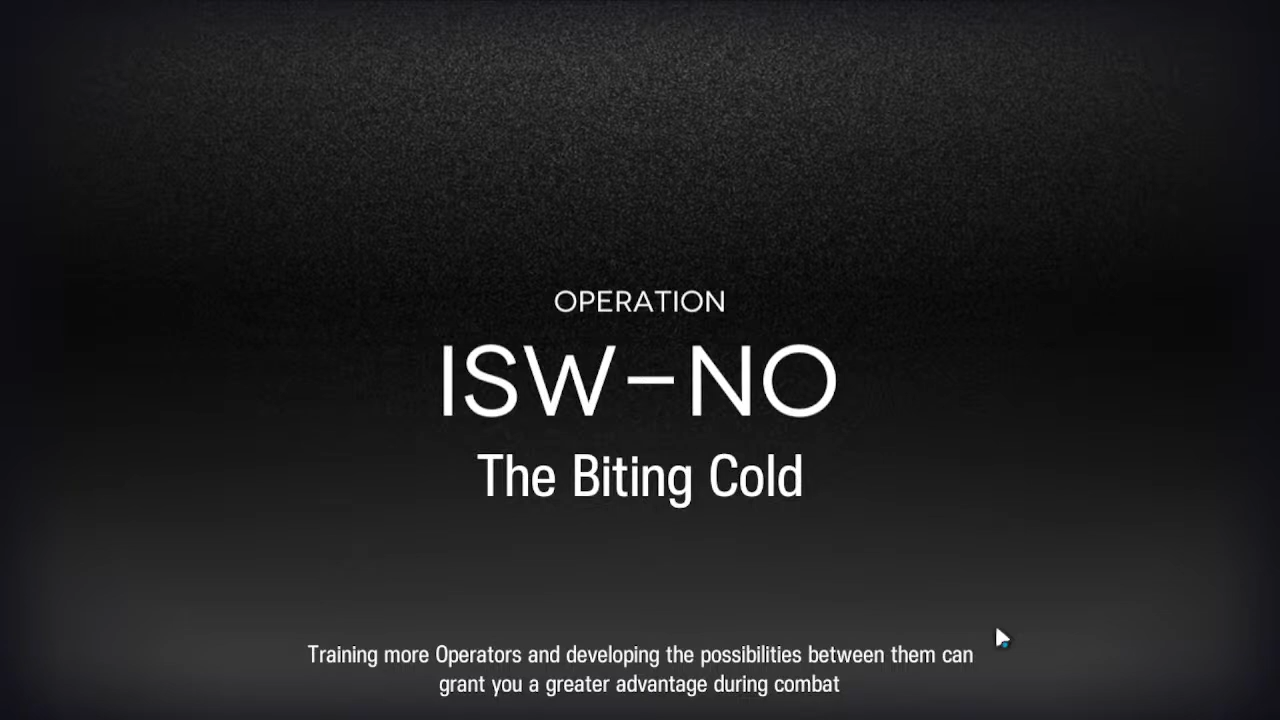 OPERATION
ISW-NO
The Biting Cold
Training more Operators and developing the possibilities between them can
grant you a greater advantage during combat